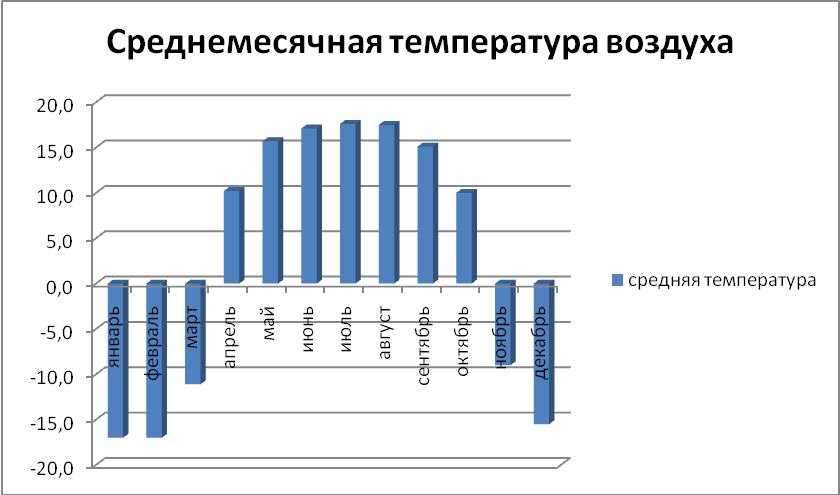 Среднемесячная температура воздуха
20,0
15,0
10,0
5,0
0,0
-5,0
-10,0
-15,0
-20,0
январь
февраль
март
апрель
май
июнь
июль
август
сентябрь
октябрь
ноябрь
декабрь
средняя температура